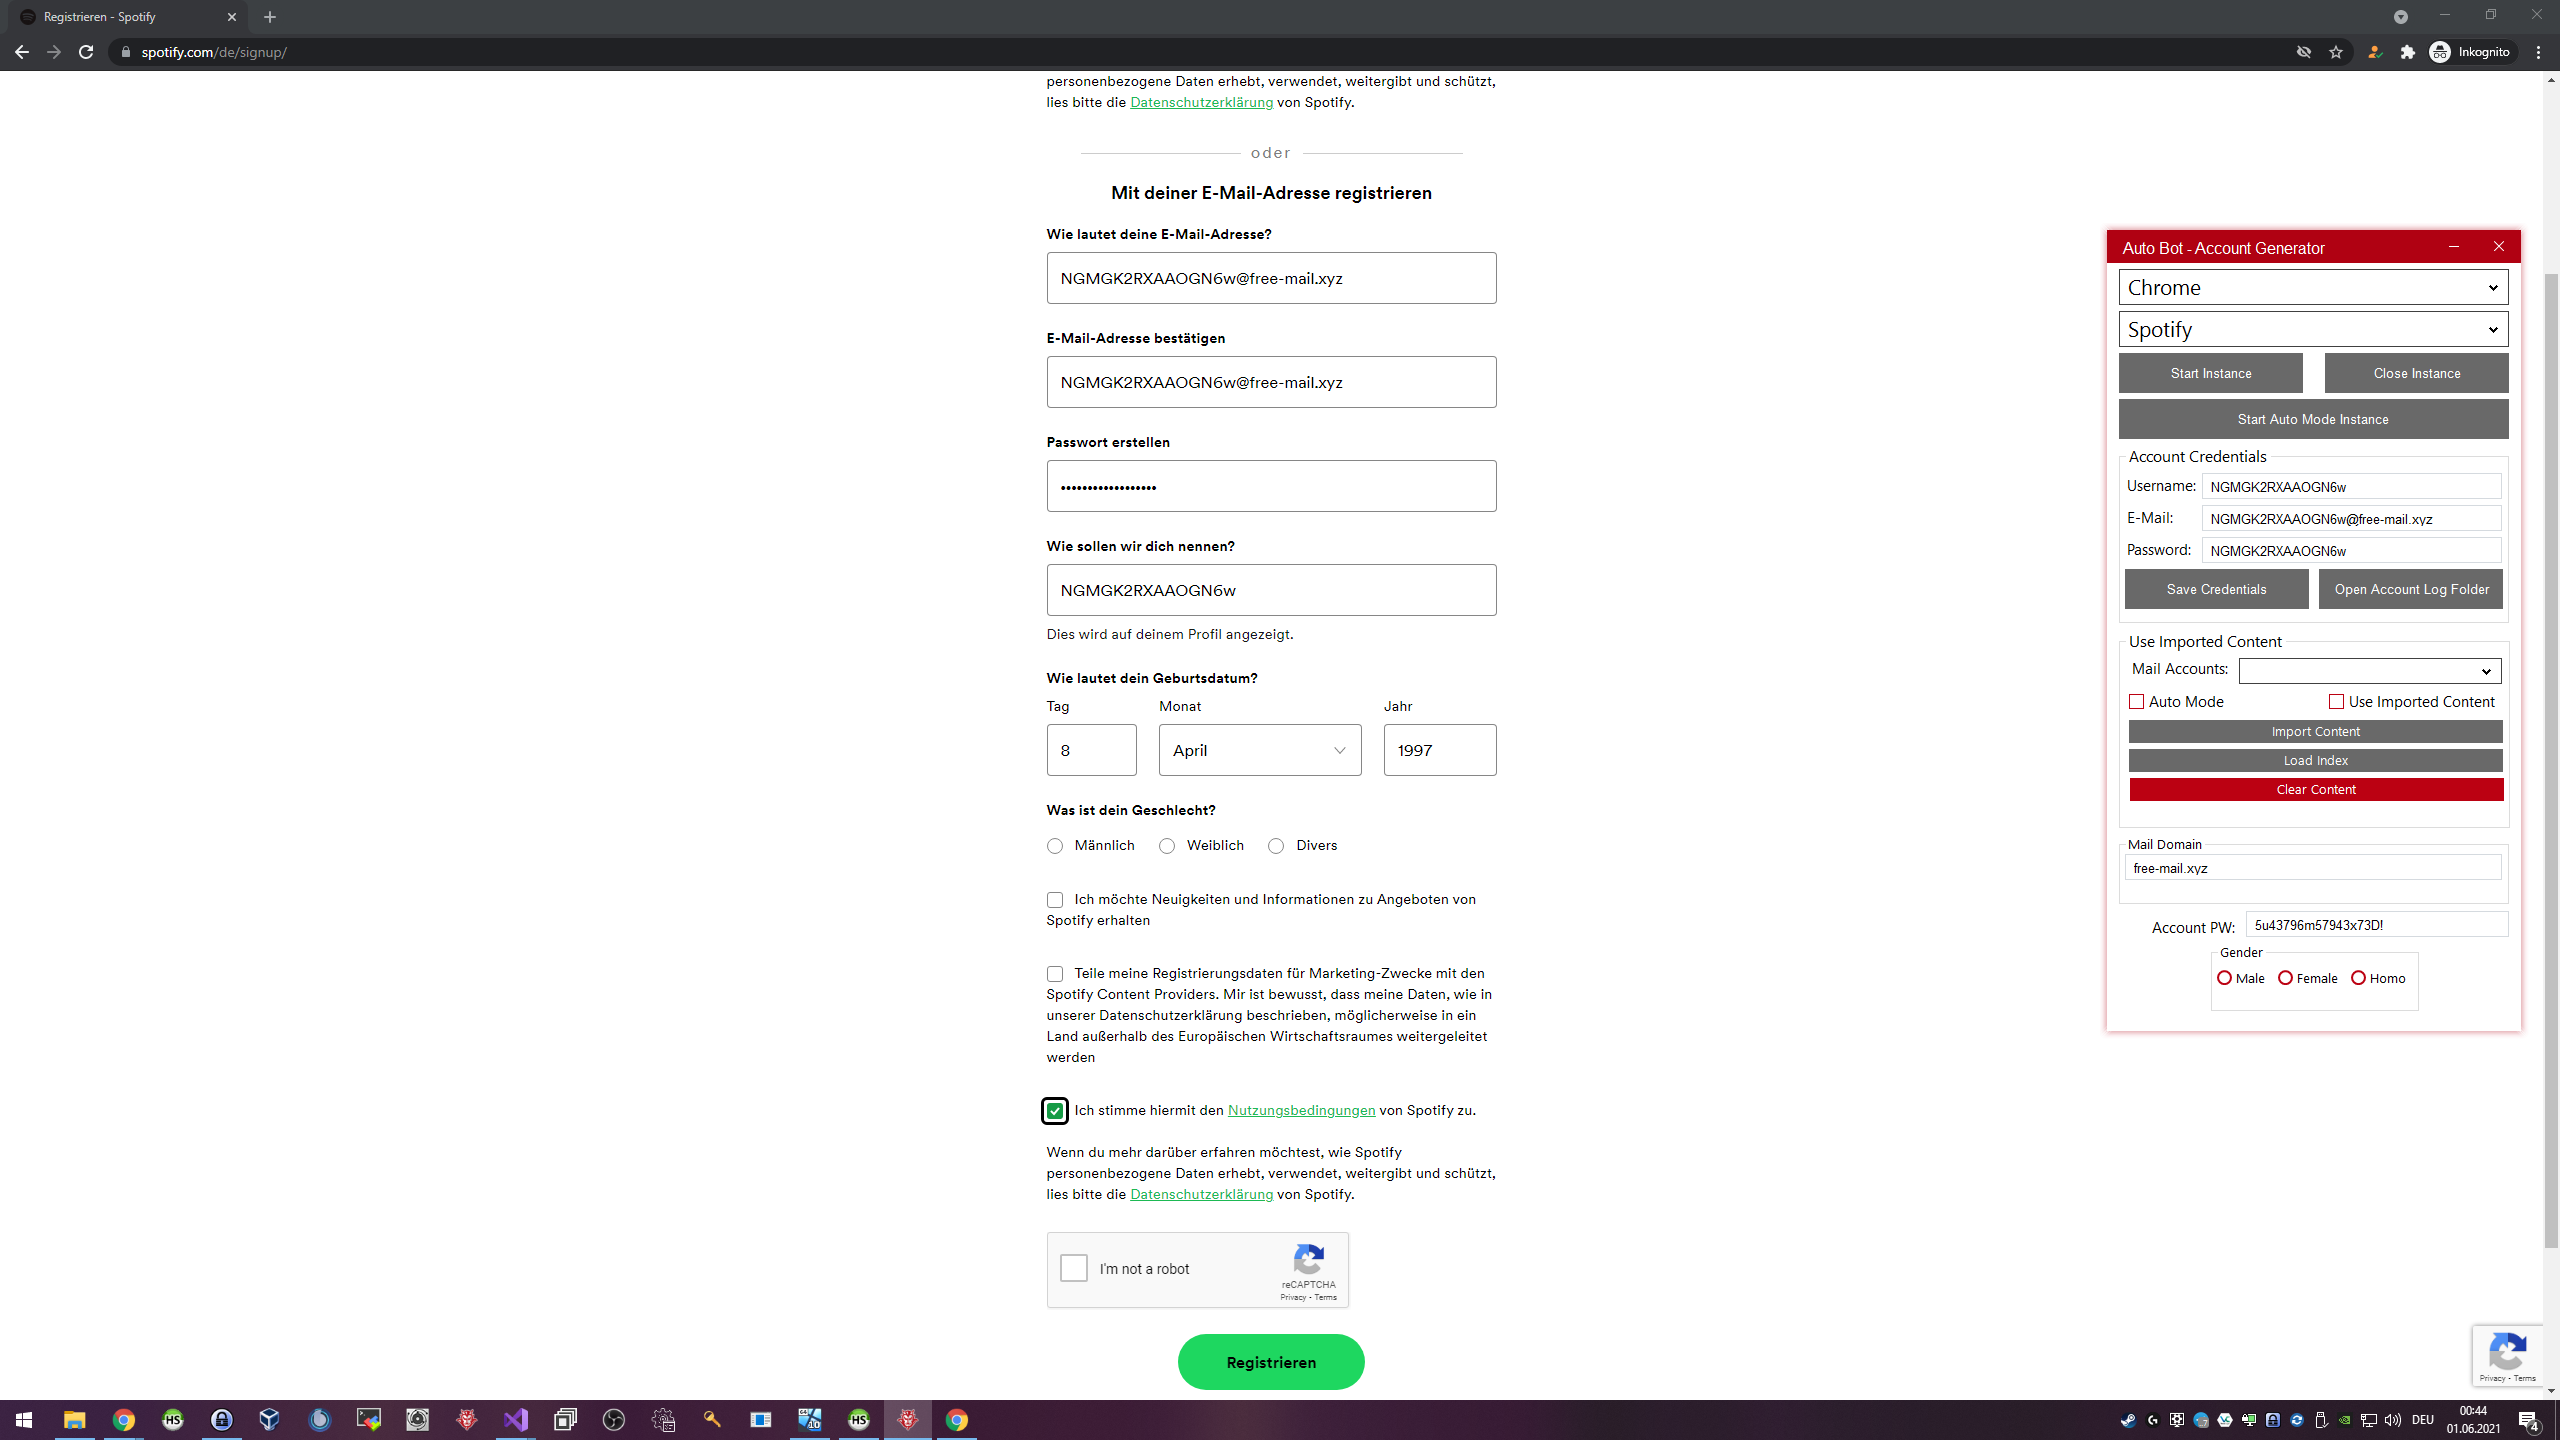 Registrieren - Spotify
spotify.com/de/signup/
Inkognito
personenbezogene Daten erhebt, verwendet, weitergibt und schützt,
lies bitte die Datenschutzerklärung von Spotify.
oder
Mit deiner E-Mail-Adresse registrieren
Wie lautet deine E-Mail-Adresse?
NGMGK2RXAAOGN6w@free-mail.xyz
E-Mail-Adresse bestätigen
NGMGK2RXAAOGN6w@free-mail.xyz
Passwort erstellen
••••••••••••••••••
Wie sollen wir dich nennen?
NGMGK2RXAAOGN6w
Dies wird auf deinem Profil angezeigt.
Wie lautet dein Geburtsdatum?
Tag Monat Jahr
8 April 1997
Was ist dein Geschlecht?
Männlich Weiblich Divers
Ich möchte Neuigkeiten und Informationen zu Angeboten von
Spotify erhalten
Teile meine Registrierungsdaten für Marketing-Zwecke mit den
Spotify Content Providers. Mir ist bewusst, dass meine Daten, wie in
unserer Datenschutzerklärung beschrieben, möglicherweise in ein
Land außerhalb des Europäischen Wirtschaftsraumes weitergeleitet
werden
Ich stimme hiermit den Nutzungsbedingungen von Spotify zu.
Wenn du mehr darüber erfahren möchtest, wie Spotify
personenbezogene Daten erhebt, verwendet, weitergibt und schützt,
lies bitte die Datenschutzerklärung von Spotify.
I'm not a robot
reCAPTCHA
Privacy - Terms
Registrieren
Auto Bot - Account Generator
Chrome
Spotify
Start Instance Close Instance
Start Auto Mode Instance
Account Credentials
Username: NGMGK2RXAAOGN6w
E-Mail: NGMGK2RXAAOGN6w@free-mail.xyz
Password: NGMGK2RXAAOGN6w
Save Credentials Open Account Log Folder
Use Imported Content
Mail Accounts:
Auto Mode Use Imported Content
Import Content
Load Index
Clear Content
Mail Domain
free-mail.xyz
Account PW: 5u43796m57943x73D!
Gender
Male Female Homo
Privacy - Terms
HS
HS
DEU
00:44
01.06.2021
4